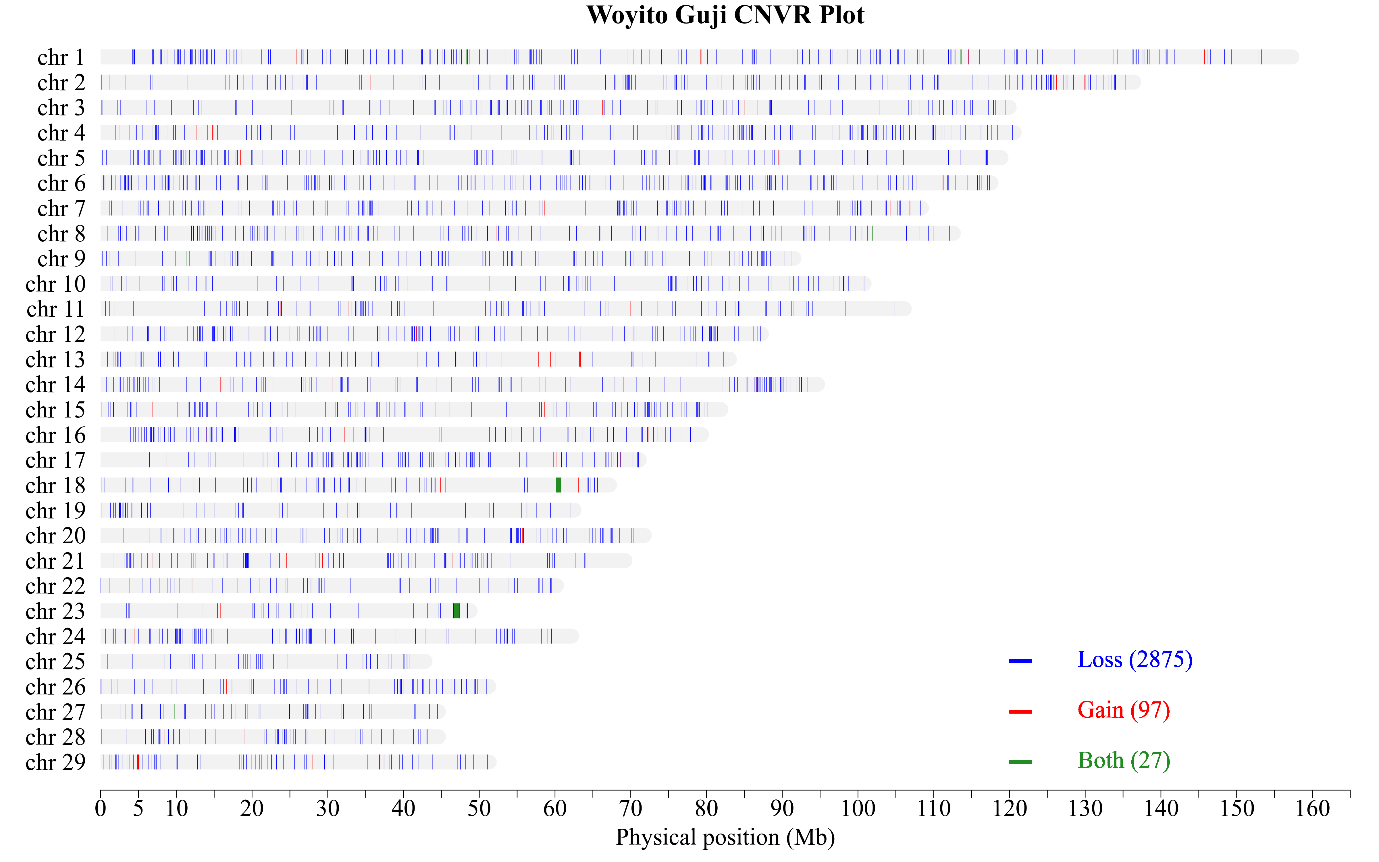 Woyito Guji CNVR Plot
chr 1
chr 2
chr 3
chr 4
chr 5
chr 6
chr 7
chr 8
chr 9
chr 10
chr 11
chr 12
chr 13
chr 14
chr 15
chr 16
chr 17
chr 18
chr 19
chr 20
chr 21
chr 22
chr 23
chr 24
chr 25
chr 26
chr 27
chr 28
chr 29
Loss (2875)
Gain (97)
Both (27)
0 5 10 20 30 40 50 60 70 80 90 100 110 120 130 140 150 160
Physical position (Mb)